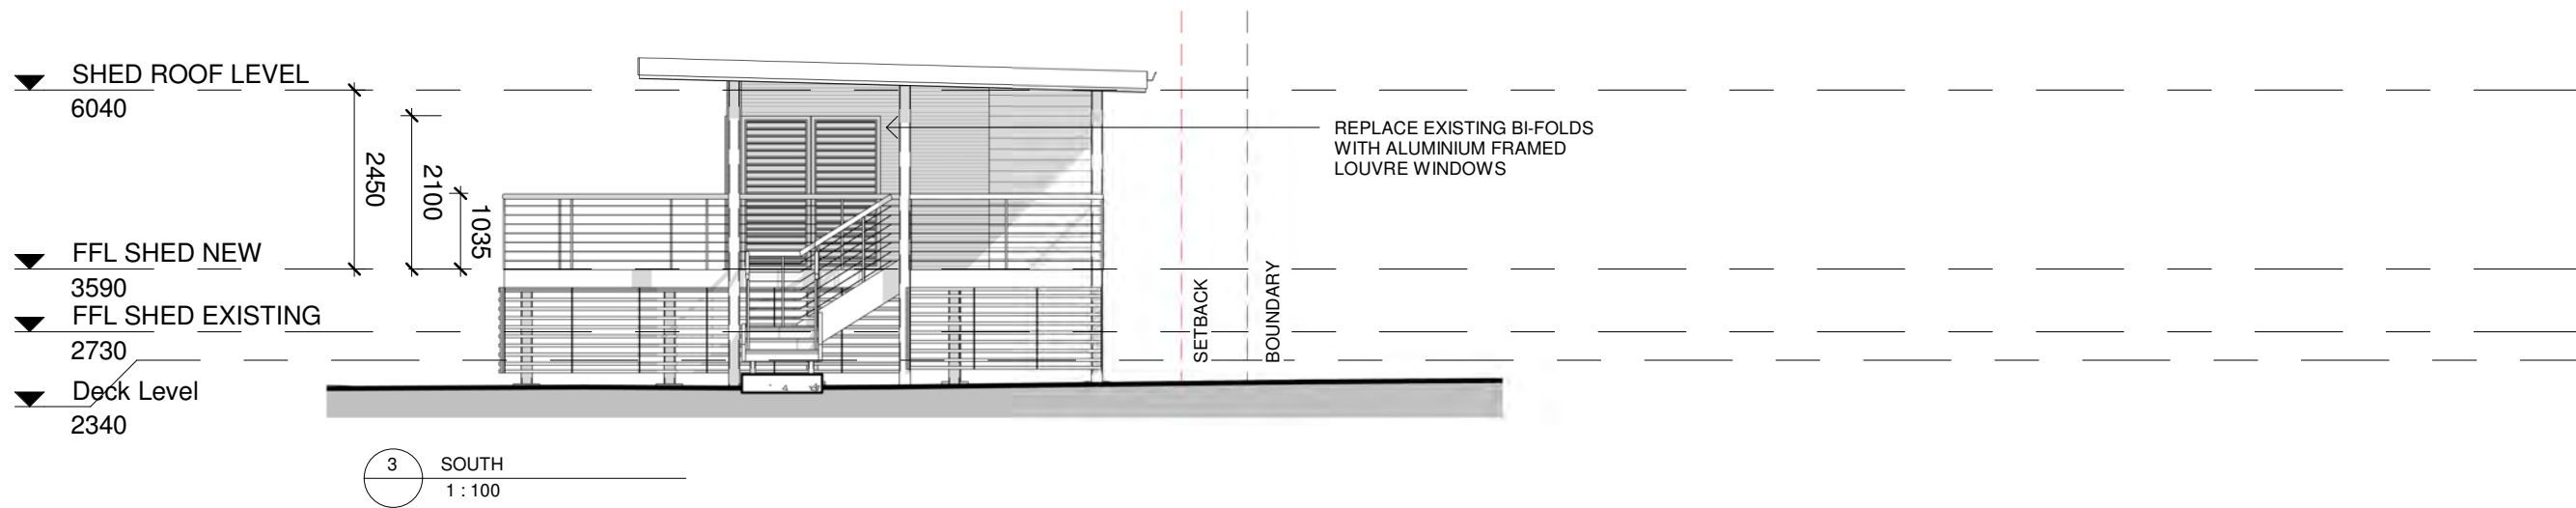 SHED ROOF LEVEL
6040
2450
2100
1035
REPLACE EXISTING BI-FOLDS
WITH ALUMINIUM FRAMED
LOUVRE WINDOWS
FFL SHED NEW
3590
FFL SHED EXISTING
2730
Deck Level
2340
SETBACK
BOUNDARY
3 SOUTH
1 : 100